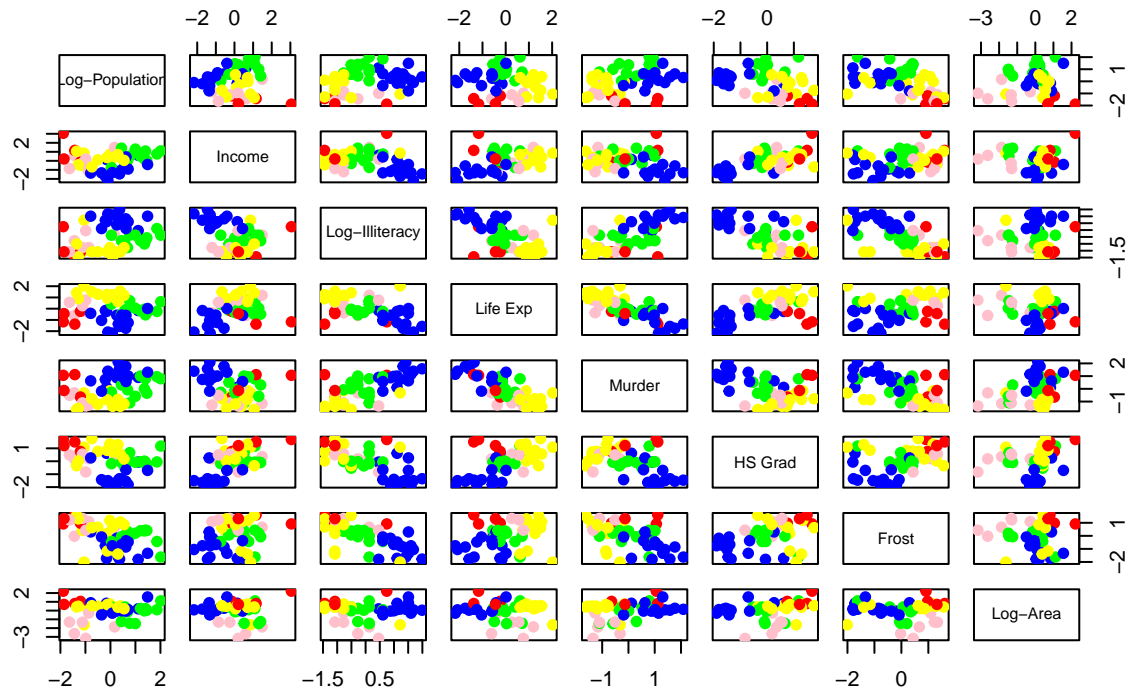 −2 0 2 −2 0 2 −2 0 −3 0 2
Log−Population 1 −2
2 −2 Income
Log−Illiteracy −1.5
2 −2 Life Exp
Murder 2 −1
1 −2 HS Grad
Frost 1 −2
2 −3 Log−Area
−2 0 2 −1.5 0.5 −1 1 −2 0